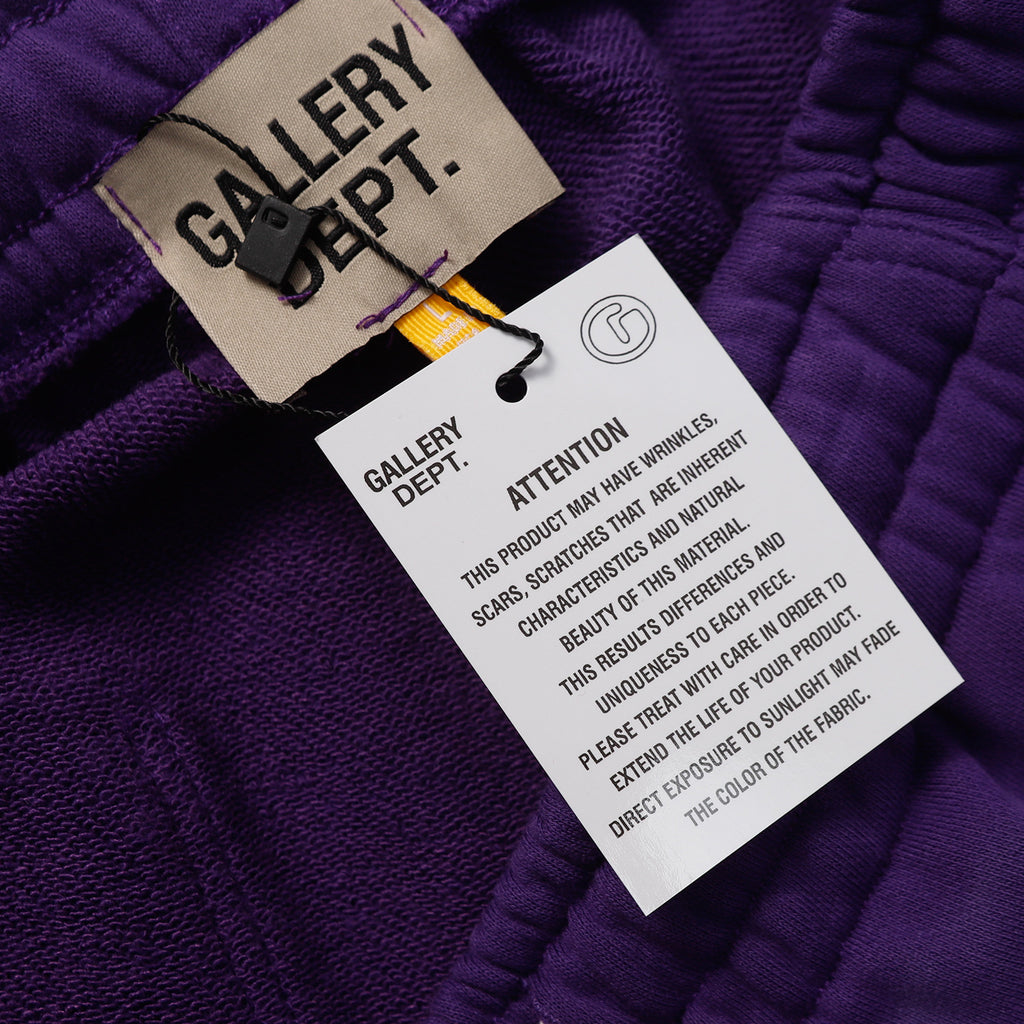 GALLERY
DEPT.
L
GALLERY
DEPT.
ATTENTION
THIS PRODUCT MAY HAVE WRINKLES,
SCARS, SCRATCHES THAT ARE INHERENT
CHARACTERISTICS AND NATURAL
BEAUTY OF THIS MATERIAL.
THIS RESULTS DIFFERENCES AND
UNIQUENESS TO EACH PIECE.
PLEASE TREAT WITH CARE IN ORDER TO
EXTEND THE LIFE OF YOUR PRODUCT.
DIRECT EXPOSURE TO SUNLIGHT MAY FADE
THE COLOR OF THE FABRIC.